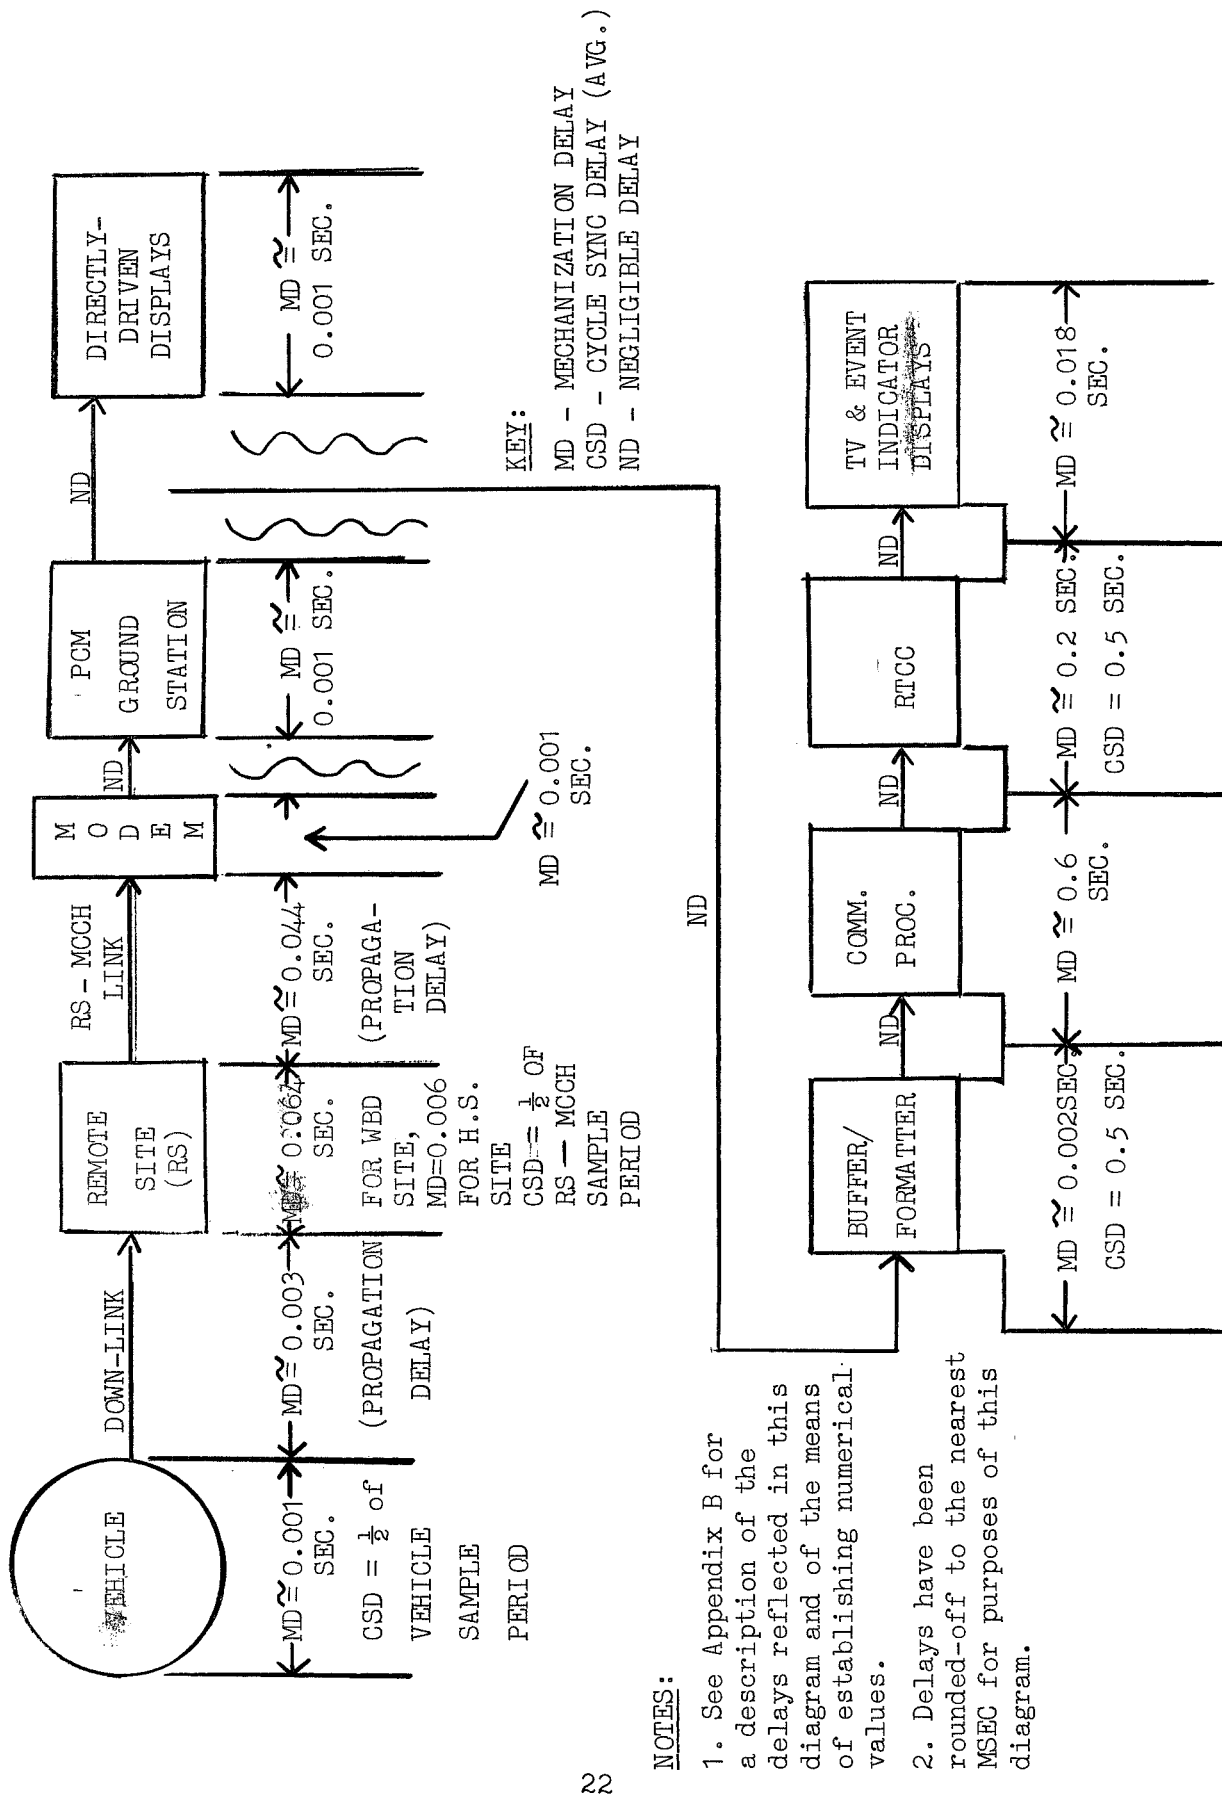 VEHICLE
DOWN-LINK
REMOTE
SITE
(RS)
RS-MCCH
LINK
M
O
D
E
M
ND
PCM
GROUND
STATION
ND
DIRECTLY-
DRIVEN
DISPLAYS
MD ≅ 0.001
SEC.
CSD = ½ of
VEHICLE
SAMPLE
PERIOD
MD ≅ 0.003
SEC.
(PROPAGATION
DELAY)
MD ≅ 0.064
SEC.
FOR WBD
SITE,
MD=0.006
FOR H.S.
SITE
CSD = ½ OF
RS — MCCH
SAMPLE
PERIOD
MD ≅ 0.044
SEC.
(PROPAGA-
TION
DELAY)
MD ≅ 0.001
SEC.
MD ≅
0.001 SEC.
MD ≅
0.001 SEC.
KEY:
MD - MECHANIZATION DELAY
CSD - CYCLE SYNC DELAY (AVG.)
ND - NEGLIGIBLE DELAY
ND
BUFFER/
FORMATTER
ND
COMM.
PROC.
ND
RTCC
ND
TV & EVENT
INDICATOR
DISPLAYS
MD ≅ 0.002SEC.
CSD = 0.5 SEC.
MD ≅ 0.6
SEC.
MD ≅ 0.2 SEC.
CSD = 0.5 SEC.
MD ≅ 0.018
SEC.
NOTES:
1. See Appendix B for
a description of the
delays reflected in this
diagram and of the means
of establishing numerical
values.
2. Delays have been
rounded-off to the nearest
MSEC for purposes of this
diagram.
22